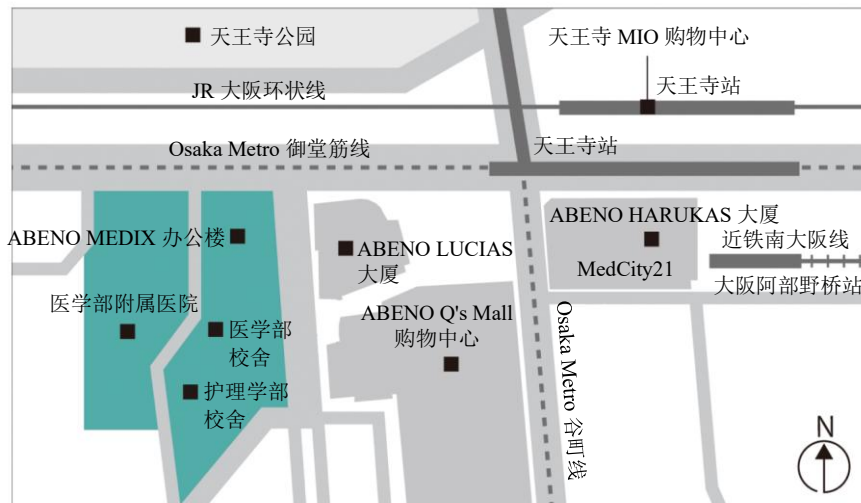 天王寺公园
天王寺 MIO 购物中心
JR 大阪环状线
天王寺站
Osaka Metro 御堂筋线
天王寺站
ABENO MEDIX 办公楼
ABENO LUCIAS
大厦
ABENO HARUKAS 大厦
MedCity21
近铁南大阪线
大阪阿部野桥站
医学部附属医院
医学部
校舍
ABENO Q's Mall
购物中心
护理学部
校舍
Osaka Metro 谷町线
N